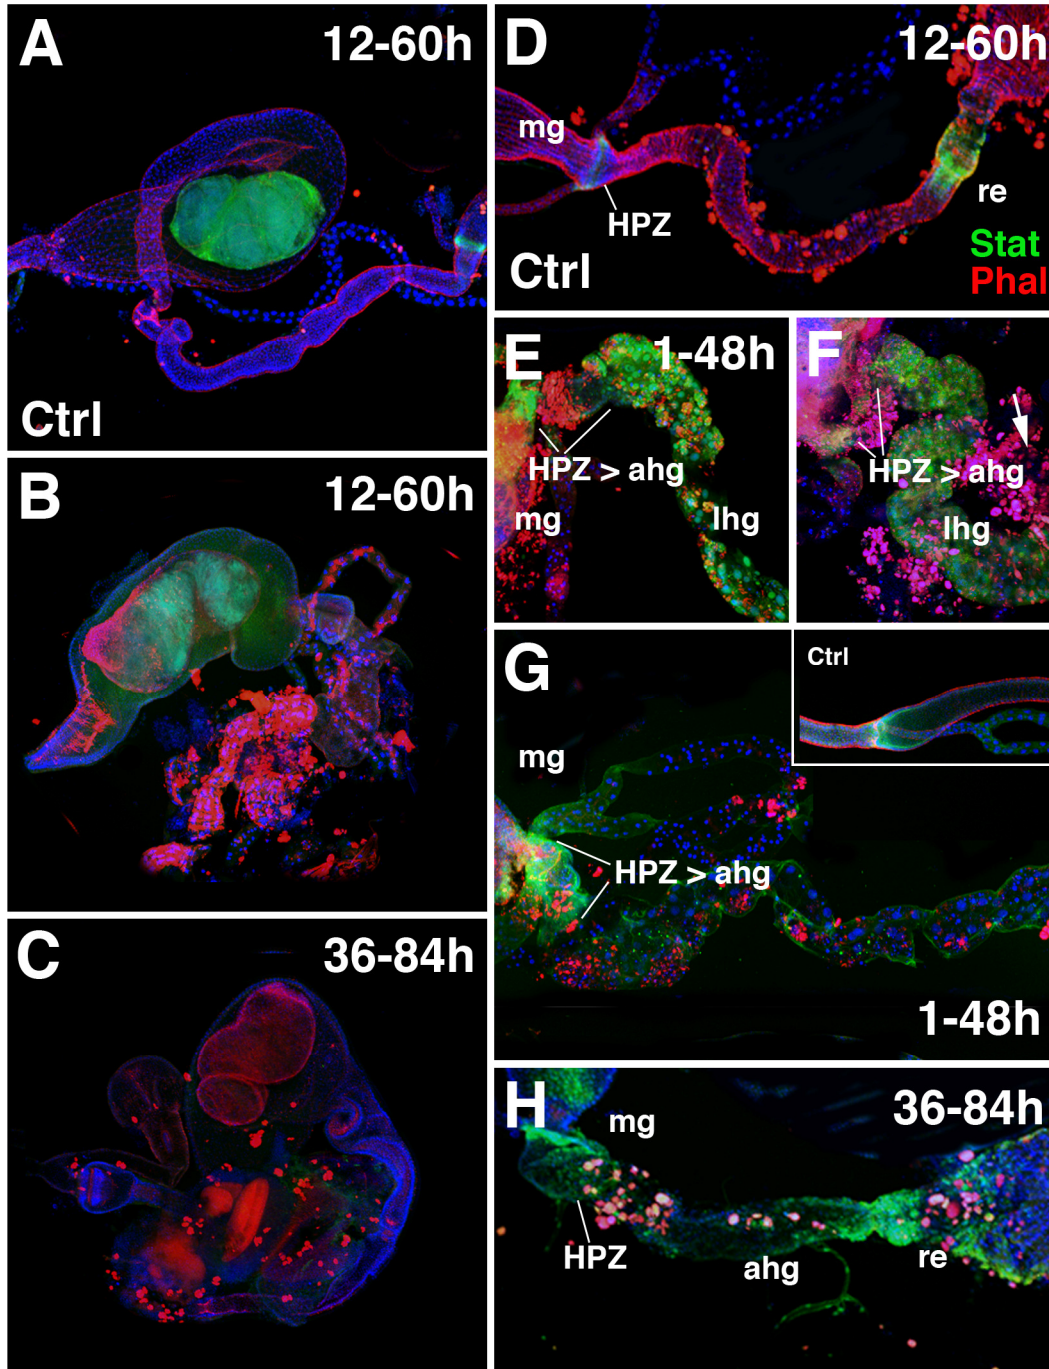 A
12-60h
Ctrl
B
12-60h
C
36-84h
D
12-60h
mg
HPZ
re
Ctrl
Stat
Phal
E
1-48h
HPZ > ahg
mg
lhg
F
HPZ > ahg
lhg
G
Ctrl
mg
HPZ > ahg
1-48h
H
mg
36-84h
HPZ
ahg
re